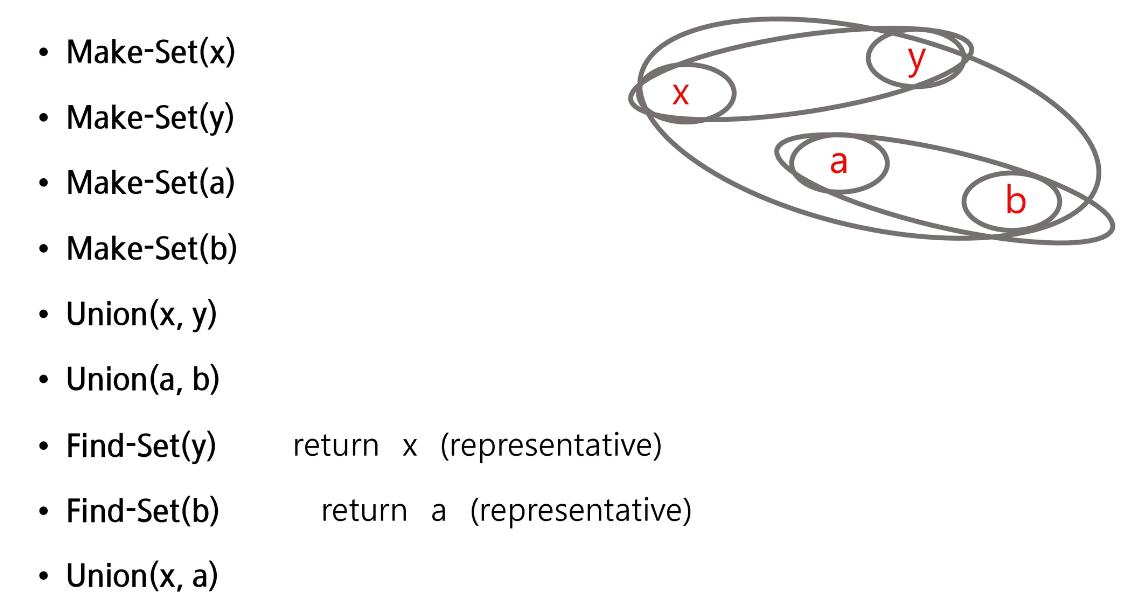 • Make-Set(x)
• Make-Set(y)
• Make-Set(a)
• Make-Set(b)
• Union(x, y)
• Union(a, b)
• Find-Set(y) return x (representative)
• Find-Set(b) return a (representative)
• Union(x, a)
y
x
a
b